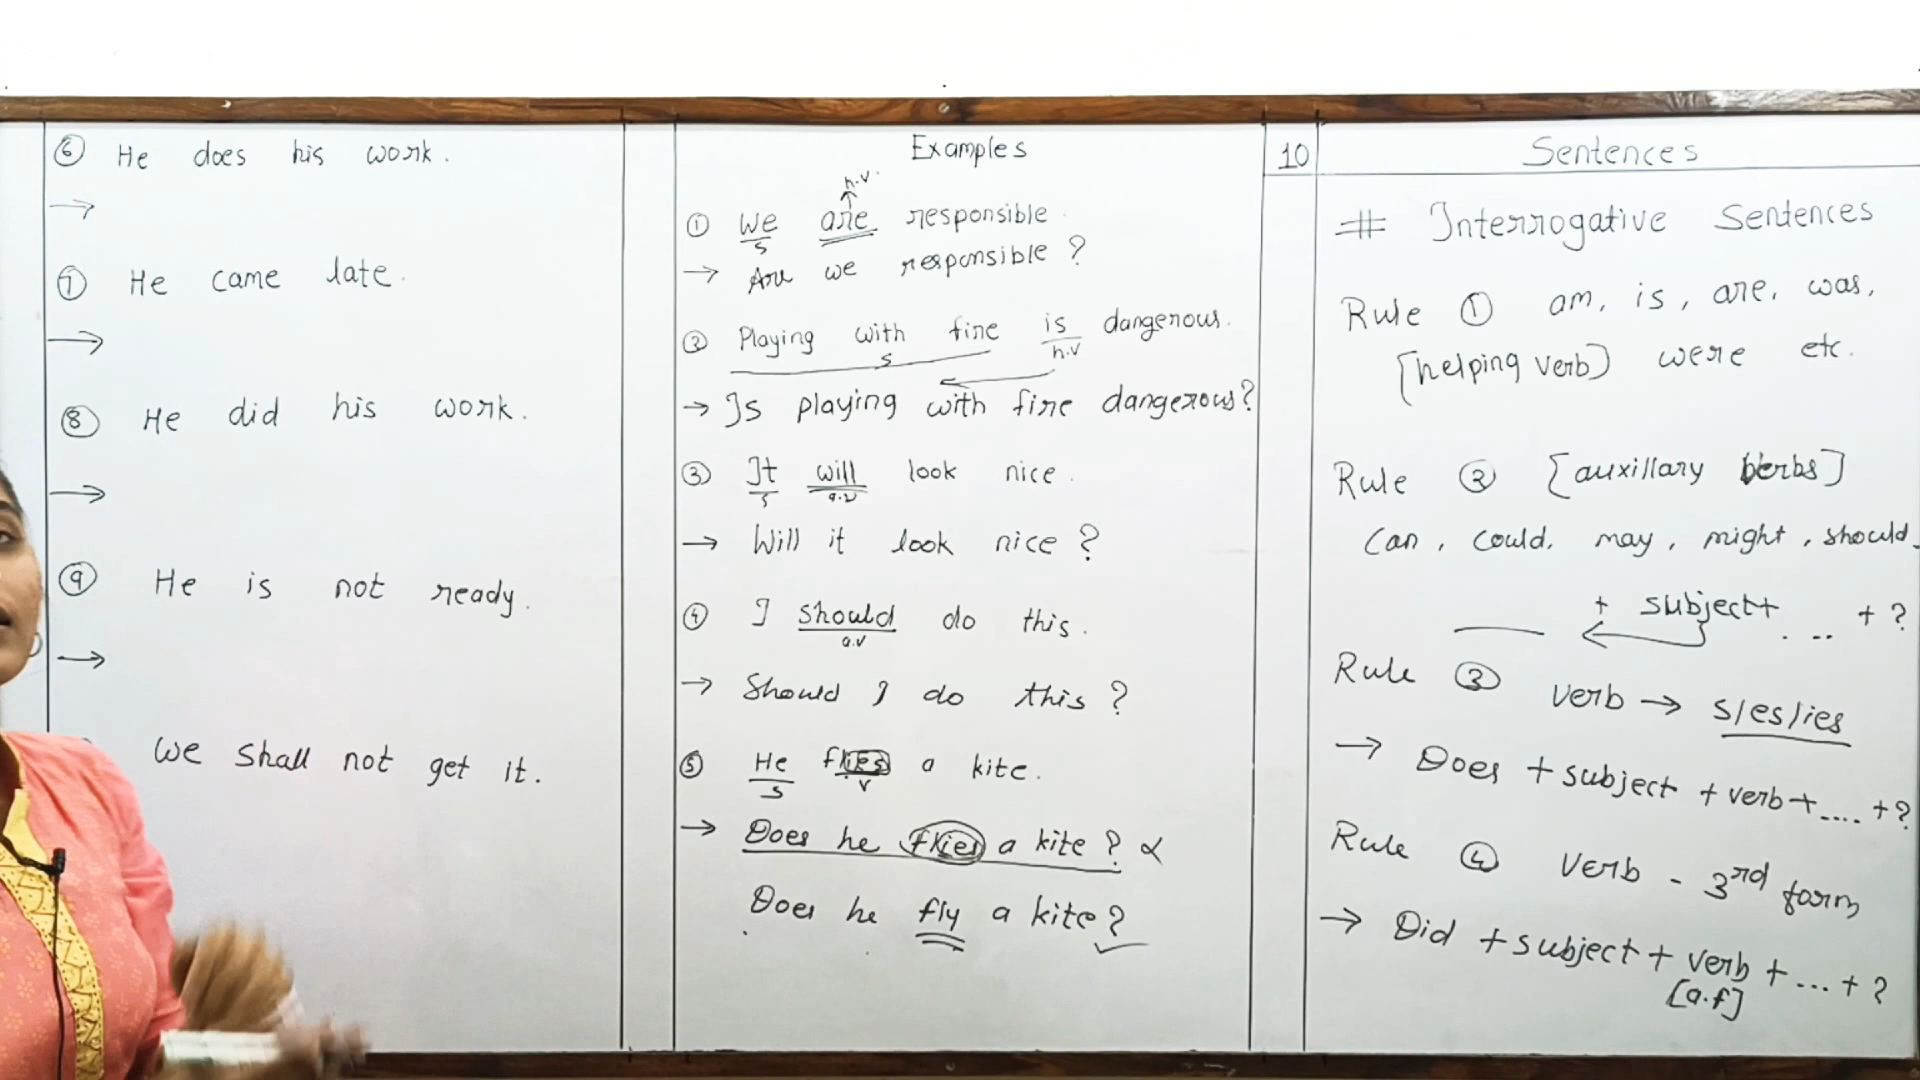 ⑥ He does his work.
→
⑦ He came late.
→
⑧ He did his work.
→
⑨ He is not ready.
→
We shall not get it.
Examples
h.v.
① We are responsible.
s
→ Are we responsible ?
② Playing with fire is dangerous.
s h.v
→ Is playing with fire dangerous?
③ It will look nice.
s a.v
→ Will it look nice ?
④ I should do this.
a.v
→ Should I do this ?
⑤ He flies a kite.
s v
→ Does he flies a kite ?
Does he fly a kite ?
10 Sentences
# Interrogative Sentences
Rule ① am, is, are, was,
[helping verb] were etc.
Rule ② [auxillary verbs]
Can, could, may, might, should
+ subject+ .... + ?
Rule ③ verb → s/es/ies
→ Does + subject + verb + .... + ?
Rule ④ verb - 3rd form
→ Did + subject + verb + ... + ?
[a.f]